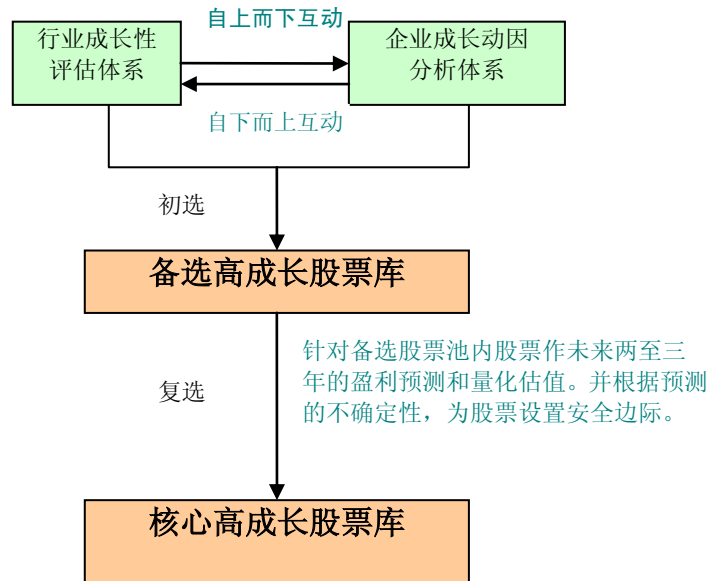 自上而下互动
行业成长性
评估体系
企业成长动因
分析体系
自下而上互动
初选
备选高成长股票库
针对备选股票池内股票作未来两至三
年的盈利预测和量化估值。并根据预测
的不确定性，为股票设置安全边际。
复选
核心高成长股票库